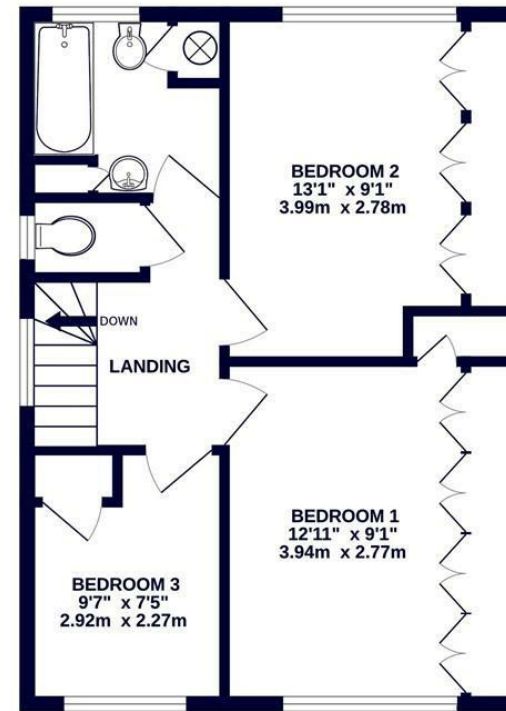 BEDROOM 2
13'1" x 9'1"
3.99m x 2.78m
DOWN
LANDING
BEDROOM 1
12'11" x 9'1"
3.94m x 2.77m
BEDROOM 3
9'7" x 7'5"
2.92m x 2.27m